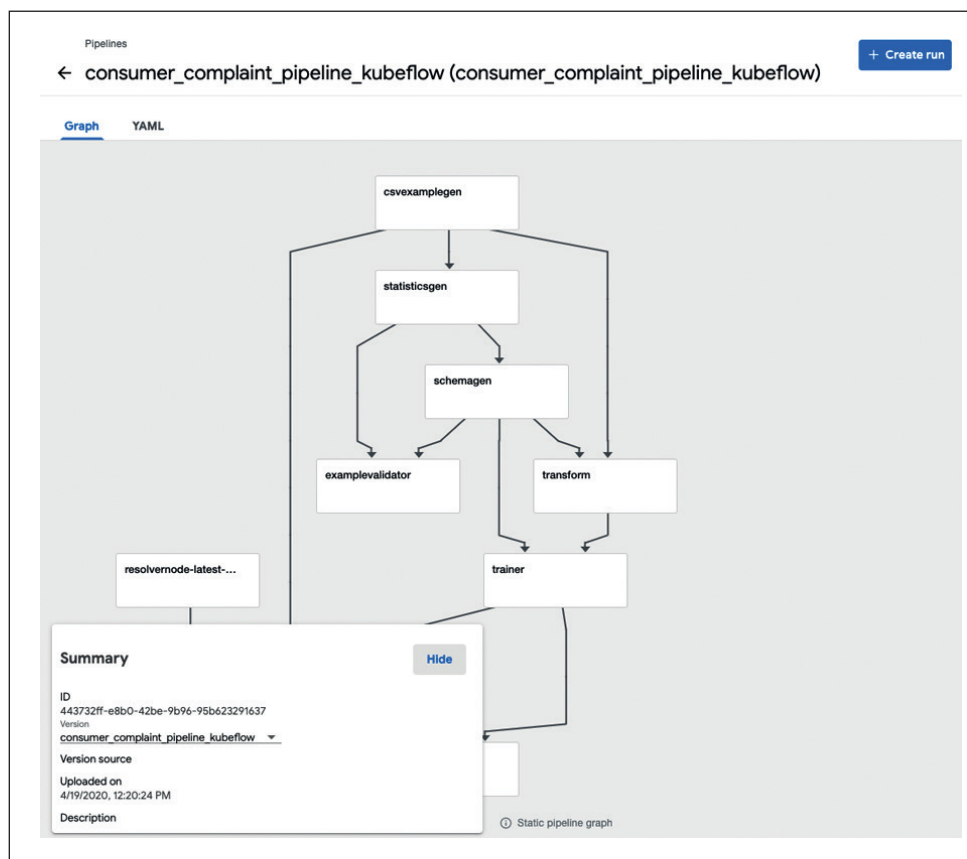 Pipelines
consumer_complaint_pipeline_kubeflow (consumer_complaint_pipeline_kubeflow)
+ Create run
Graph
YAML
csvexamplegen
statisticsgen
schemagen
examplevalidator
transform
resolvernode-latest-...
trainer
Summary
Hide
ID
443732ff-e8b0-42be-9b96-95b623291637
Version
consumer_complaint_pipeline_kubeflow
Version source
Uploaded on
4/19/2020, 12:20:24 PM
Description
Static pipeline graph